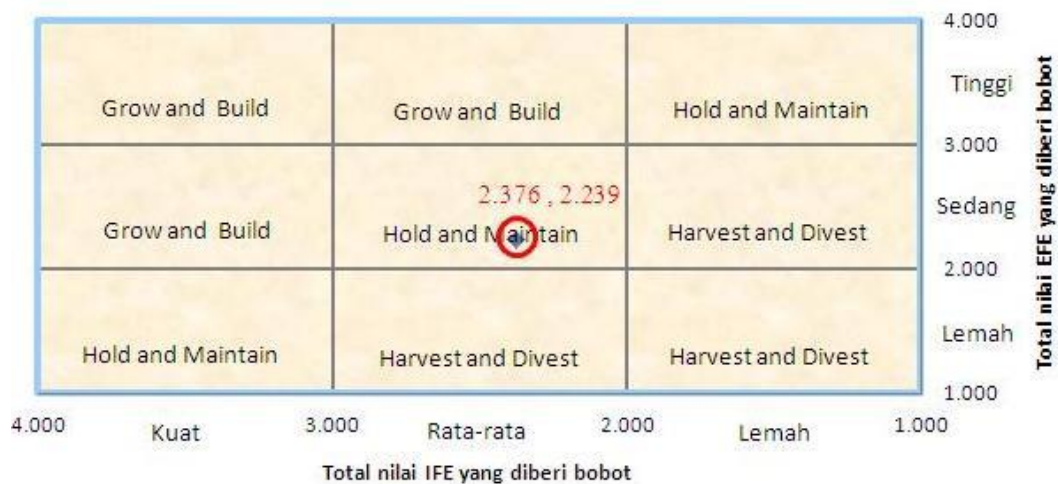 4.000
Grow and Build
Grow and Build
Hold and Maintain
Tinggi
3.000
2.376 , 2.239
Grow and Build
Hold and Maintain
Harvest and Divest
Sedang
2.000
Hold and Maintain
Harvest and Divest
Harvest and Divest
Lemah
1.000
Total nilai EFE yang diberi bobot
4.000
Kuat
3.000
Rata-rata
2.000
Lemah
1.000
Total nilai IFE yang diberi bobot